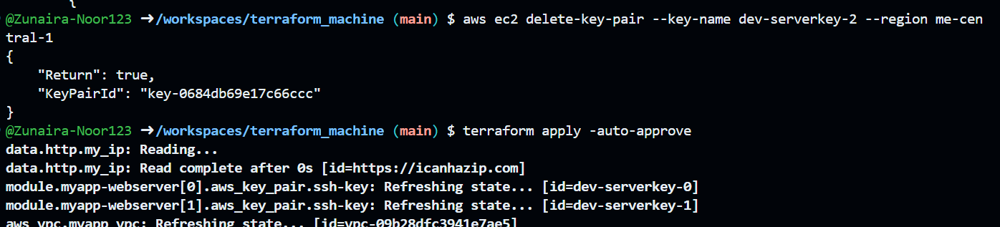 {
@Zunaira-Noor123 ➜/workspaces/terraform_machine (main) $ aws ec2 delete-key-pair --key-name dev-serverkey-2 --region me-cen
tral-1
{
    "Return": true,
    "KeyPairId": "key-0684db69e17c66ccc"
}
@Zunaira-Noor123 ➜/workspaces/terraform_machine (main) $ terraform apply -auto-approve
data.http.my_ip: Reading...
data.http.my_ip: Read complete after 0s [id=https://icanhazip.com]
module.myapp-webserver[0].aws_key_pair.ssh-key: Refreshing state... [id=dev-serverkey-0]
module.myapp-webserver[1].aws_key_pair.ssh-key: Refreshing state... [id=dev-serverkey-1]
aws_vpc.myapp_vpc: Refreshing state... [id=vpc-09b28dfc3941e7ae5]